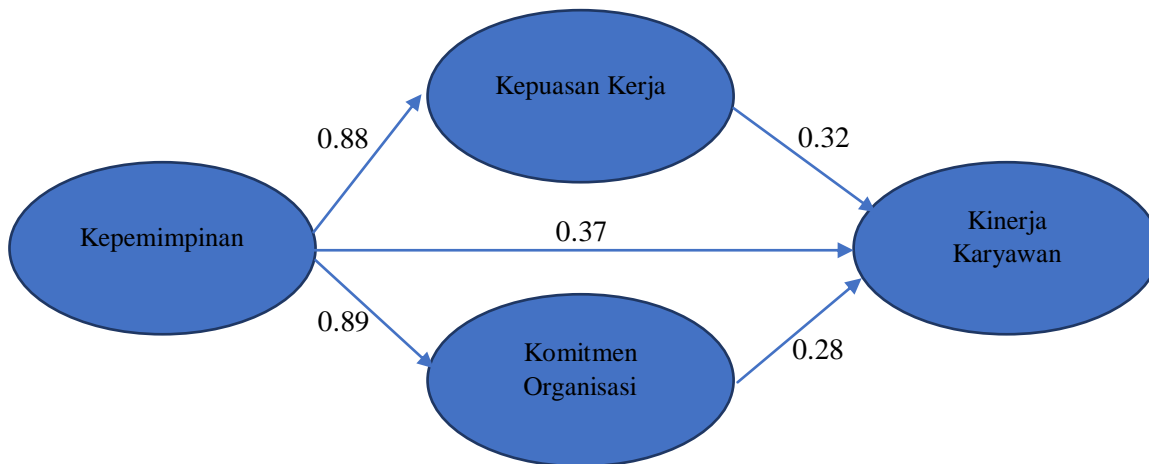 Kepuasan Kerja
0.88
0.32
Kepemimpinan
0.37
Kinerja
Karyawan
0.89
Komitmen
Organisasi
0.28